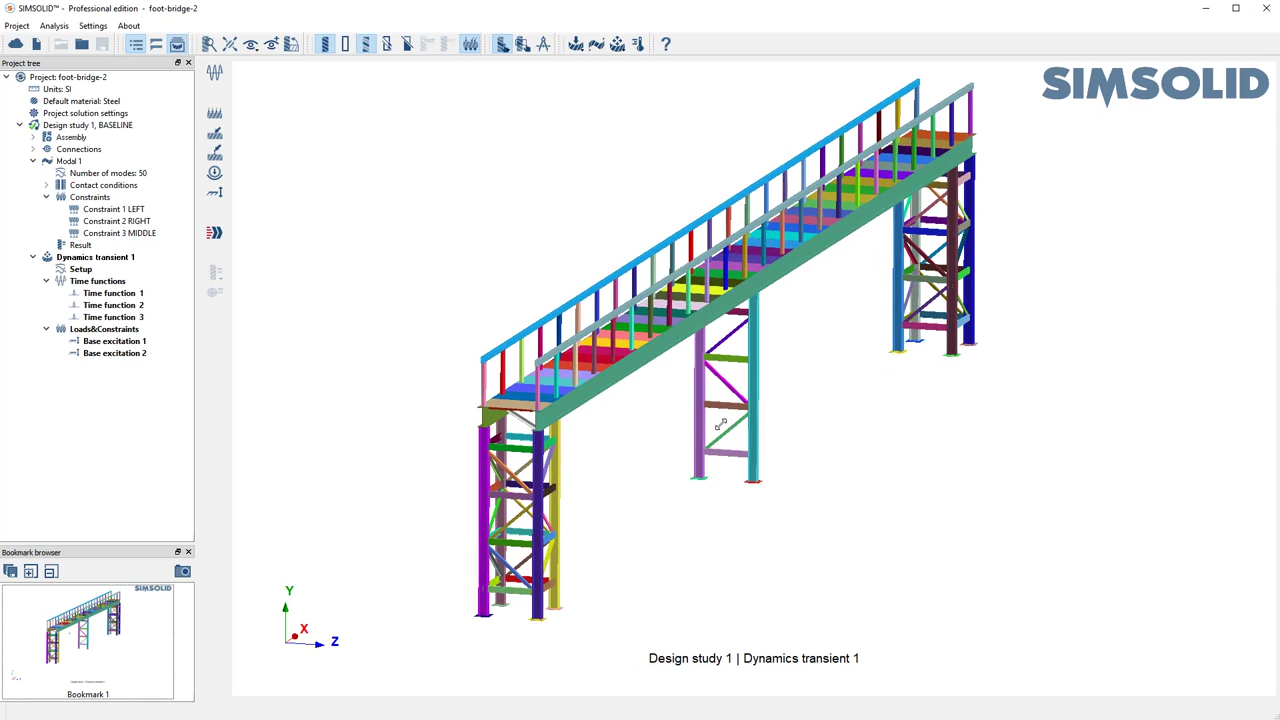 SIMSOLID™ - Professional edition - foot-bridge-2
Project Analysis Settings About
Project tree
Project: foot-bridge-2
Units: SI
Default material: Steel
Project solution settings
Design study 1, BASELINE
Assembly
Connections
Modal 1
Number of modes: 50
Contact conditions
Constraints
Constraint 1 LEFT
Constraint 2 RIGHT
Constraint 3 MIDDLE
Result
Dynamics transient 1
Setup
Time functions
Time function 1
Time function 2
Time function 3
Loads&Constraints
Base excitation 1
Base excitation 2
Bookmark browser
SIMSOLID
Bookmark 1
SIMSOLID
Y
X
Z
Design study 1 | Dynamics transient 1